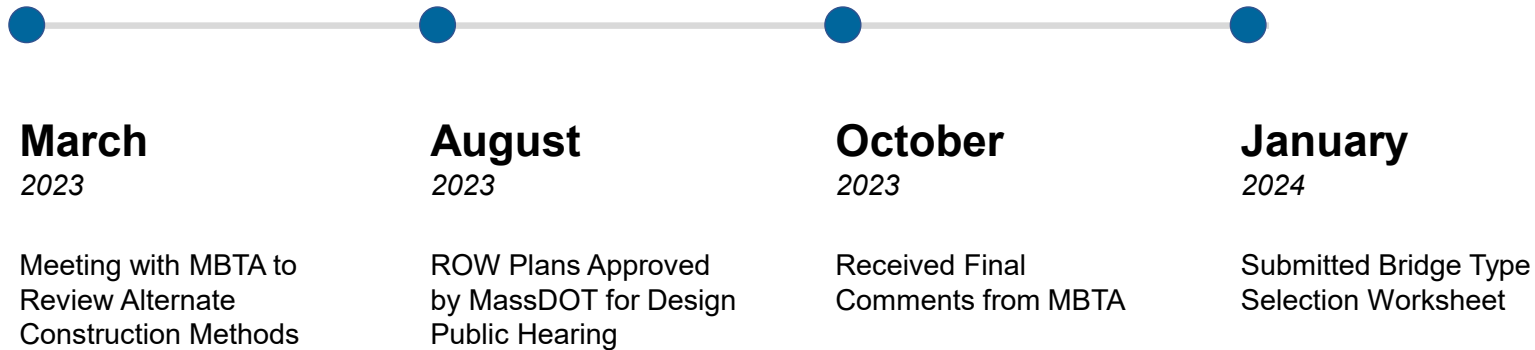 March
2023
Meeting with MBTA to
Review Alternate
Construction Methods
August
2023
ROW Plans Approved
by MassDOT for Design
Public Hearing
October
2023
Received Final
Comments from MBTA
January
2024
Submitted Bridge Type
Selection Worksheet